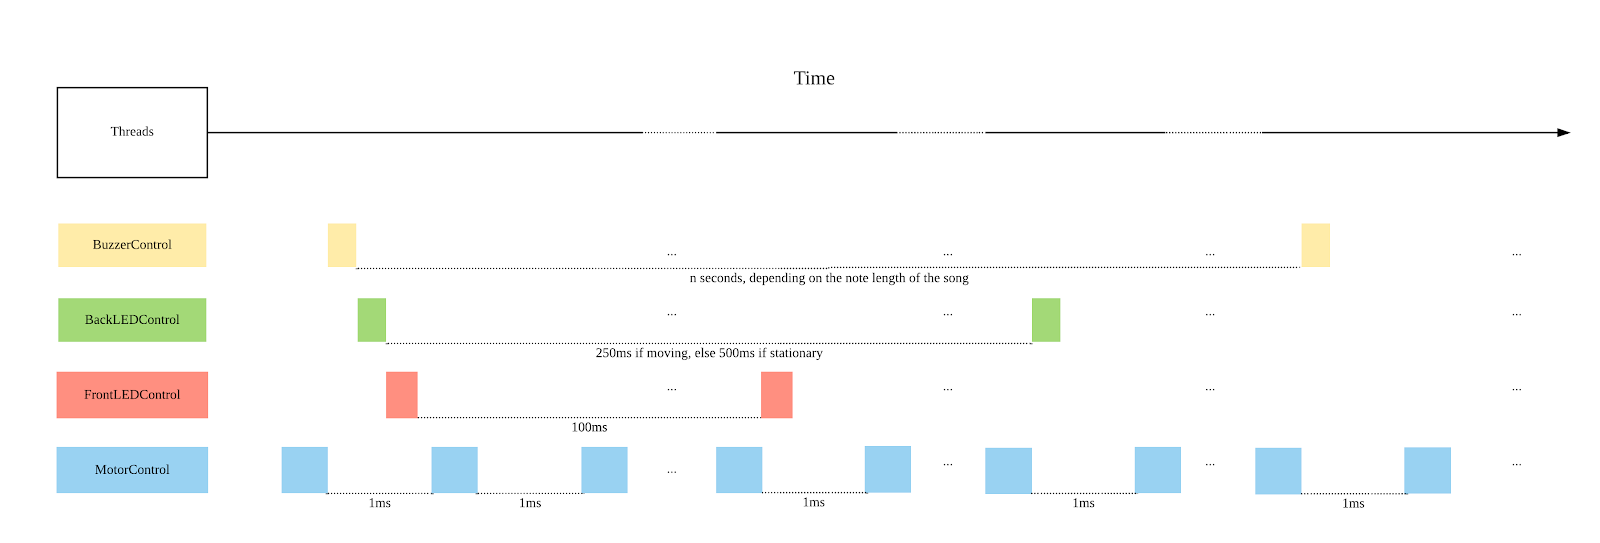 Time
Threads
BuzzerControl
... ... ... ...
n seconds, depending on the note length of the song
BackLEDControl
... ... ... ...
250ms if moving, else 500ms if stationary
FrontLEDControl
... ... ... ...
100ms
MotorControl
... ... ... ...
1ms 1ms 1ms 1ms 1ms